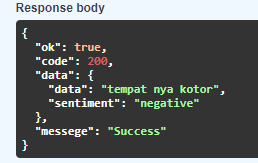 Response body
{
"ok": true,
"code": 200,
"data": {
"data": "tempat nya kotor",
"sentiment": "negative"
},
"messege": "Success"
}